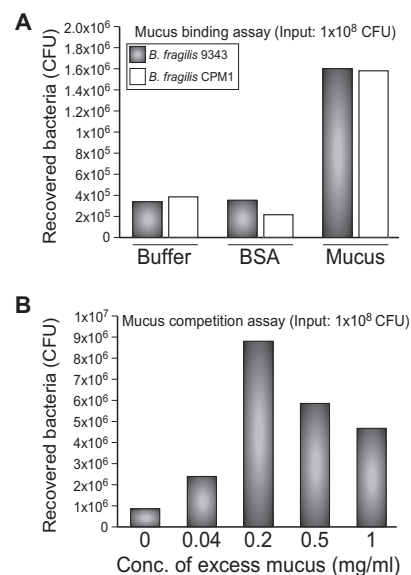 A
Mucus binding assay (Input: 1x10⁸ CFU)
Recovered bacteria (CFU)
2.0x10⁶
1.8x10⁶
1.6x10⁶
1.4x10⁶
1.2x10⁶
1.0x10⁶
8x10⁵
6x10⁵
4x10⁵
2x10⁵
0
B. fragilis 9343
B. fragilis CPM1
Buffer BSA Mucus
B
Mucus competition assay (Input: 1x10⁸ CFU)
Recovered bacteria (CFU)
1x10⁷
9x10⁶
8x10⁶
7x10⁶
6x10⁶
5x10⁶
4x10⁶
3x10⁶
2x10⁶
1x10⁶
0
0 0.04 0.2 0.5 1
Conc. of excess mucus (mg/ml)